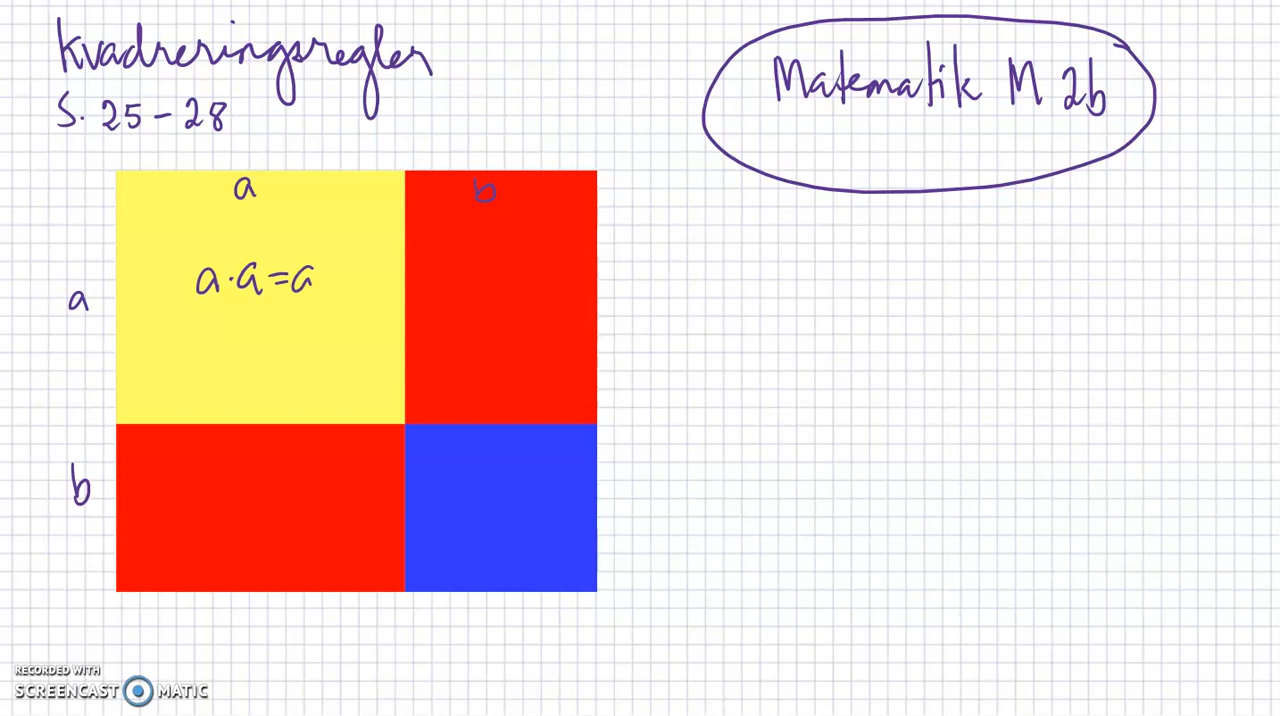 Kvadreringsregler
S. 25-28
Matematik M 2b
a
b
a·a=a
a
b
RECORDED WITH
SCREENCAST MATIC